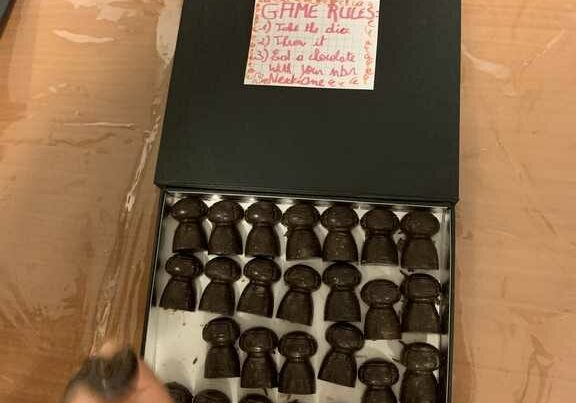 GAME RULES:
1) Take the dice
2) Throw it
3) Eat a chocolate
with your nbr
Next one